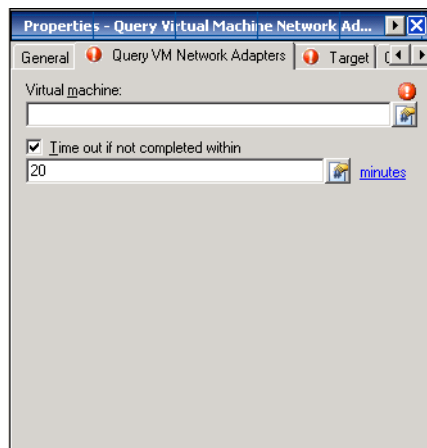 Properties - Query Virtual Machine Network Ad...
General Query VM Network Adapters Target
Virtual machine:
Time out if not completed within
20 minutes